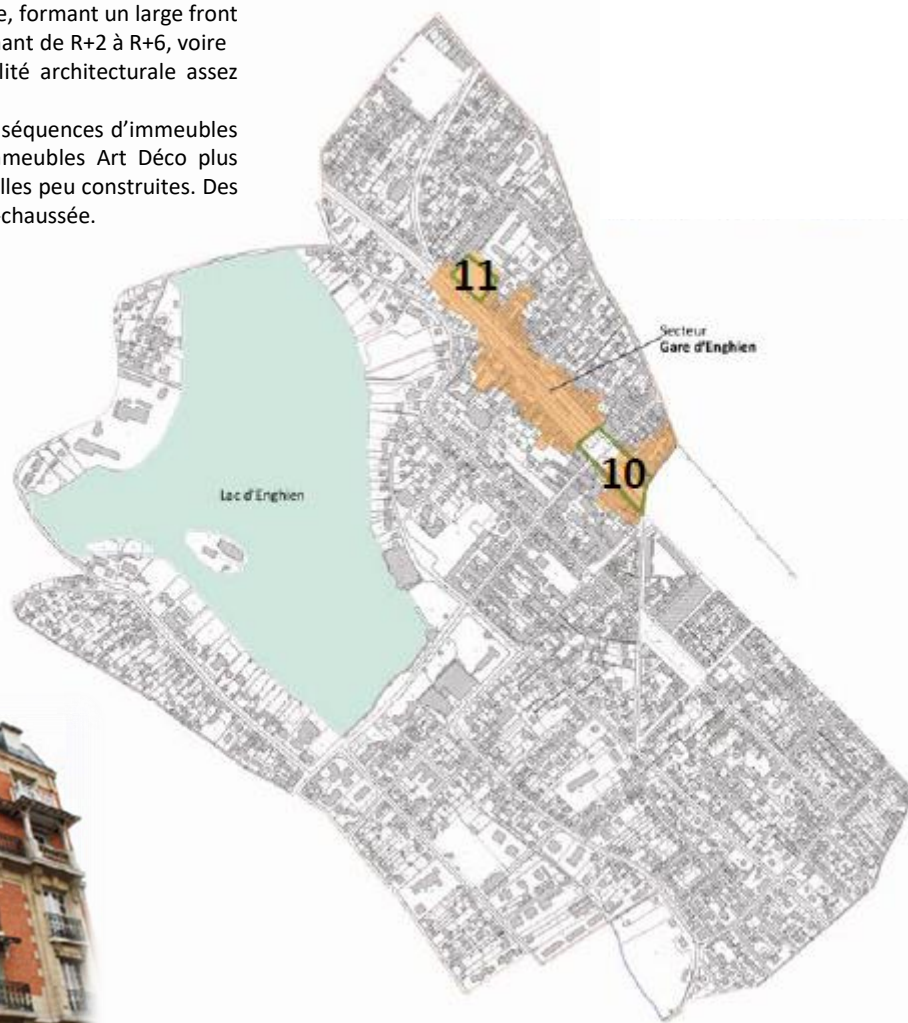 e, formant un large front
ant de R+2 à R+6, voire
lité architecturale assez
séquences d’immeubles
meubles Art Déco plus
lles peu construites. Des
chaussée.
11
Secteur
Gare d'Enghien
10
Lac d'Enghien